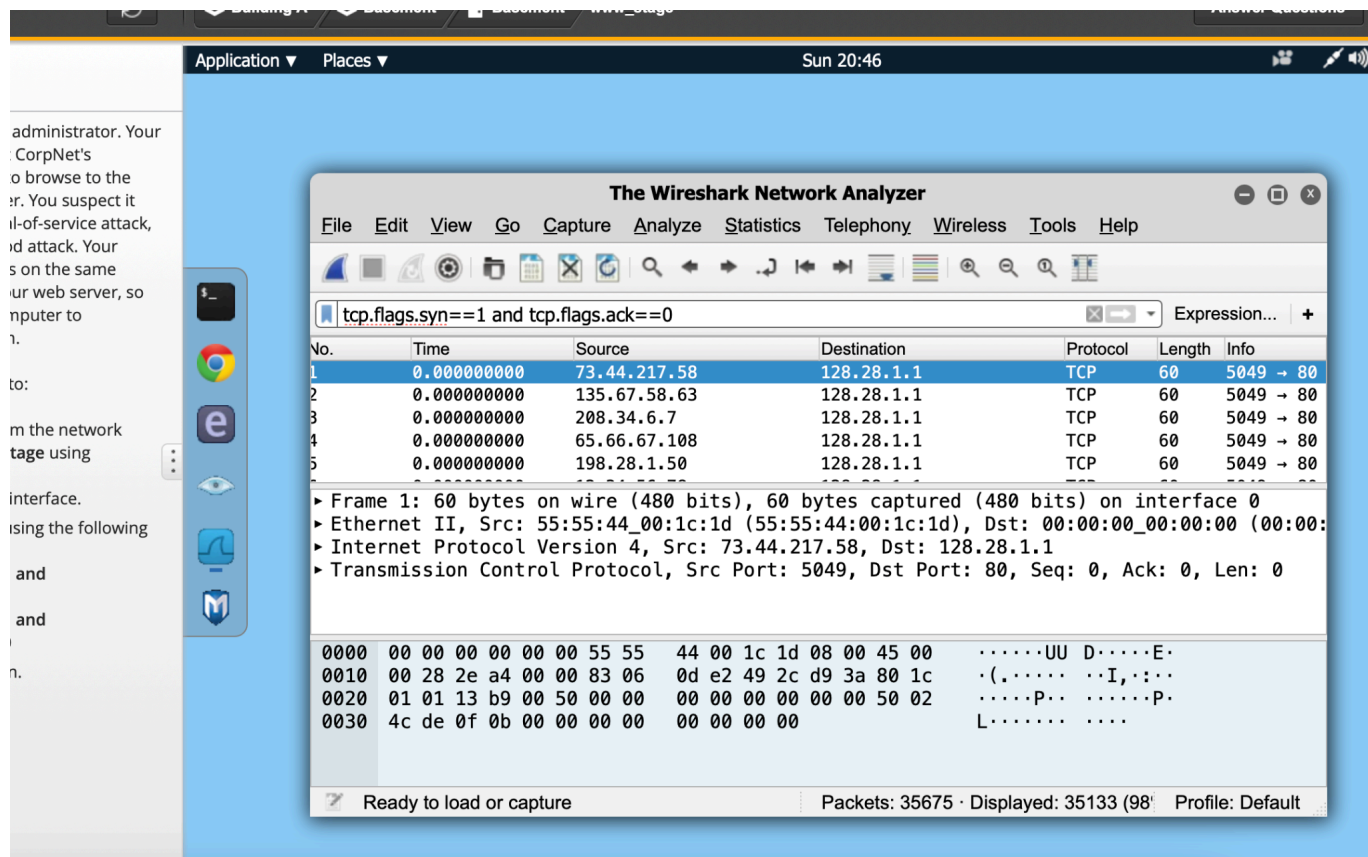 Application ▼ Places ▼ Sun 20:46
administrator. Your
CorpNet's
to browse to the
er. You suspect it
al-of-service attack,
od attack. Your
s on the same
our web server, so
mputer to
to:
m the network
tage using
interface.
using the following
and
and
n.
$_
e
The Wireshark Network Analyzer
File Edit View Go Capture Analyze Statistics Telephony Wireless Tools Help
tcp.flags.syn==1 and tcp.flags.ack==0 Expression... +
No. Time Source Destination Protocol Length Info
1 0.000000000 73.44.217.58 128.28.1.1 TCP 60 5049 → 80
2 0.000000000 135.67.58.63 128.28.1.1 TCP 60 5049 → 80
3 0.000000000 208.34.6.7 128.28.1.1 TCP 60 5049 → 80
4 0.000000000 65.66.67.108 128.28.1.1 TCP 60 5049 → 80
5 0.000000000 198.28.1.50 128.28.1.1 TCP 60 5049 → 80
▸ Frame 1: 60 bytes on wire (480 bits), 60 bytes captured (480 bits) on interface 0
▸ Ethernet II, Src: 55:55:44_00:1c:1d (55:55:44:00:1c:1d), Dst: 00:00:00_00:00:00 (00:00:
▸ Internet Protocol Version 4, Src: 73.44.217.58, Dst: 128.28.1.1
▸ Transmission Control Protocol, Src Port: 5049, Dst Port: 80, Seq: 0, Ack: 0, Len: 0
0000 00 00 00 00 00 00 55 55 44 00 1c 1d 08 00 45 00 ······UU D·····E·
0010 00 28 2e a4 00 00 83 06 0d e2 49 2c d9 3a 80 1c ·(.····· ··I,·:··
0020 01 01 13 b9 00 50 00 00 00 00 00 00 00 00 50 02 ·····P·· ······P·
0030 4c de 0f 0b 00 00 00 00 00 00 00 00 L······· ····
Ready to load or capture Packets: 35675 · Displayed: 35133 (98 Profile: Default